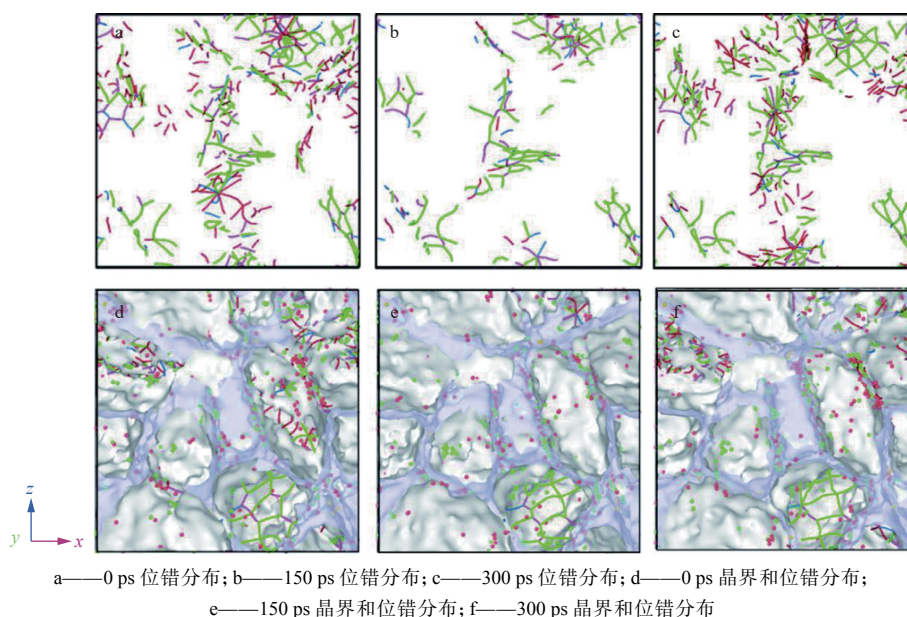 a
b
c
d
e
f
z
y
x
a——0 ps 位错分布；b——150 ps 位错分布；c——300 ps 位错分布；d——0 ps 晶界和位错分布；
e——150 ps 晶界和位错分布；f——300 ps 晶界和位错分布